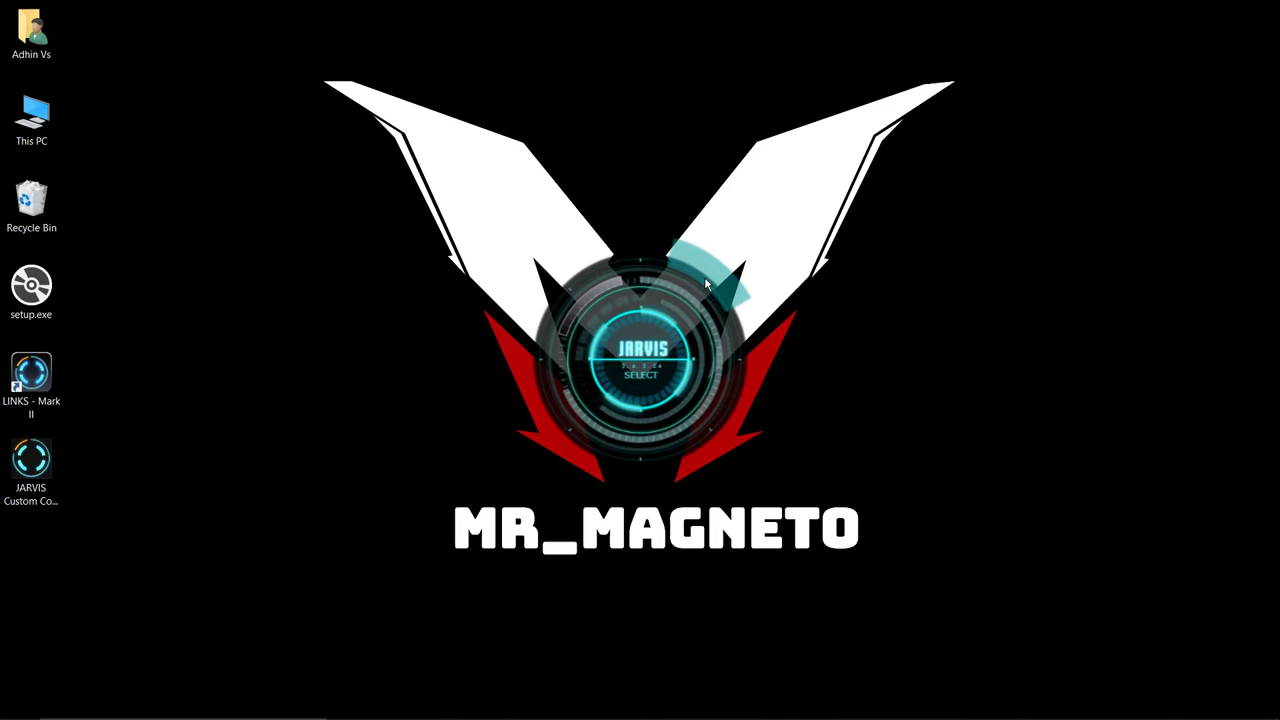 Adhin Vs
This PC
Recycle Bin
setup.exe
LINKS - Mark
II
JARVIS
Custom Co...
JARVIS
SELECT
MR_MAGNETO